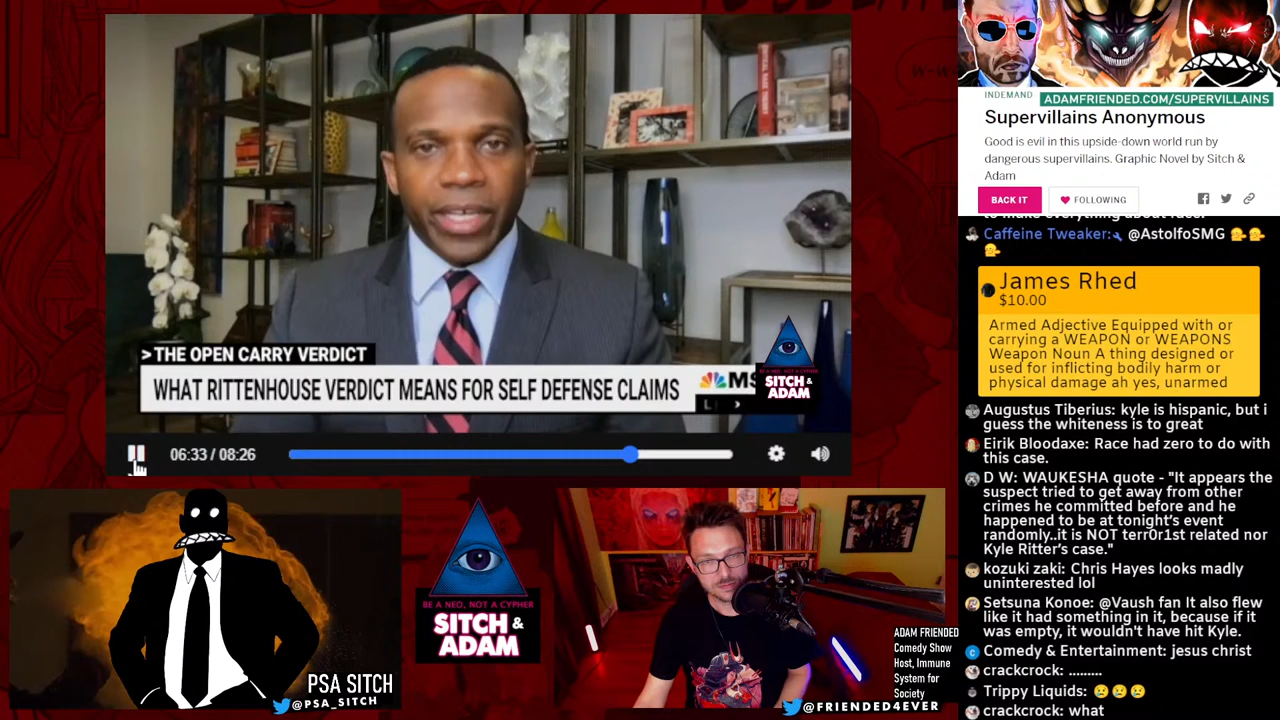 >THE OPEN CARRY VERDICT
WHAT RITTENHOUSE VERDICT MEANS FOR SELF DEFENSE CLAIMS
BE A NEO, NOT A CYPHER
SITCH &
ADAM
06:33 / 08:26
PSA SITCH
@PSA_SITCH
BE A NEO, NOT A CYPHER
SITCH &
ADAM
ADAM FRIENDED
Comedy Show
Host, Immune
System for
Society
@FRIENDED4EVER
INDEMAND
ADAMFRIENDED.COM/SUPERVILLAINS
Supervillains Anonymous
Good is evil in this upside-down world run by
dangerous supervillains. Graphic Novel by Sitch &
Adam
BACK IT
FOLLOWING
to make everything about race.
Caffeine Tweaker: @AstolfoSMG
James Rhed
$10.00
Armed Adjective Equipped with or
carrying a WEAPON or WEAPONS
Weapon Noun A thing designed or
used for inflicting bodily harm or
physical damage ah yes, unarmed
Augustus Tiberius: kyle is hispanic, but i
guess the whiteness is to great
Eirik Bloodaxe: Race had zero to do with
this case.
D W: WAUKESHA quote - "It appears the
suspect tried to get away from other
crimes he committed before and he
happened to be at tonight's event
randomly..it is NOT terr0r1st related nor
Kyle Ritter's case."
kozuki zaki: Chris Hayes looks madly
uninterested lol
Setsuna Konoe: @Vaush fan It also flew
like it had something in it, because if it
was empty, it wouldn't have hit Kyle.
Comedy & Entertainment: jesus christ
crackcrock: .........
Trippy Liquids: 😢😢😢
crackcrock: what